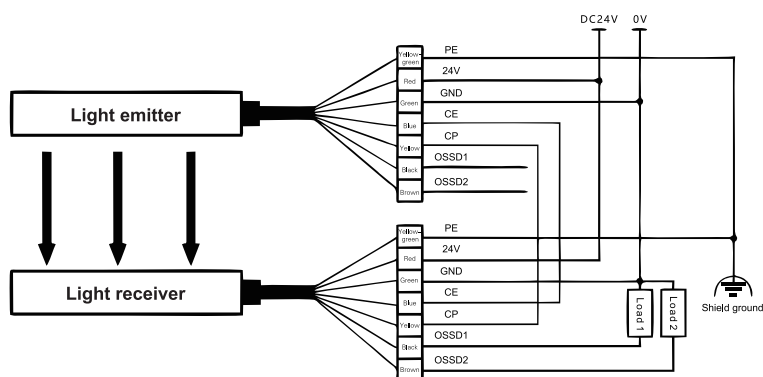 DC24V 0V
Yellow-green PE
Red 24V
Green GND
Light emitter
Blue CE
Yellow CP
Black OSSD1
Brown OSSD2
Yellow-green PE
Red 24V
Green GND
Light receiver
Blue CE
Yellow CP
Black OSSD1
Brown OSSD2
Load 1
Load 2
Shield ground